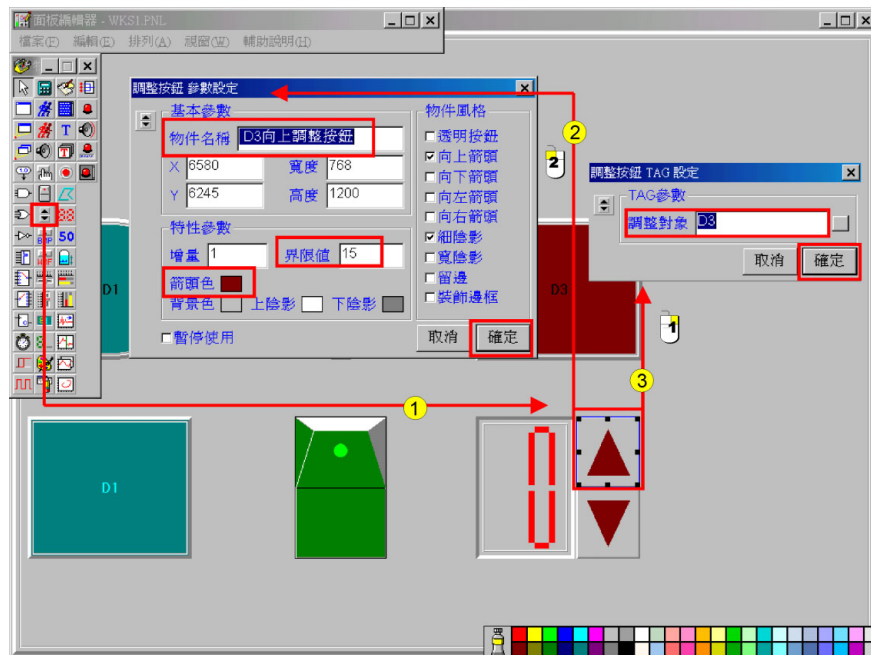 面板編輯器 - WKS1.PNL
檔案(F) 編輯(E) 排列(A) 視窗(W) 輔助說明(H)
調整按鈕 參數設定
基本參數
物件名稱 D3向上調整按鈕
X 6580 寬度 768
Y 6245 高度 1200
特性參數
增量 1 界限值 15
箭頭色
背景色 上陰影 下陰影
暫停使用
物件風格
透明按鈕
向上箭頭
向下箭頭
向左箭頭
向右箭頭
細陰影
寬陰影
留邊
裝飾邊框
取消 確定
2
2
調整按鈕 TAG 設定
TAG參數
調整對象 D3
取消 確定
T
50
D1
D3
1
3
1
D1
0